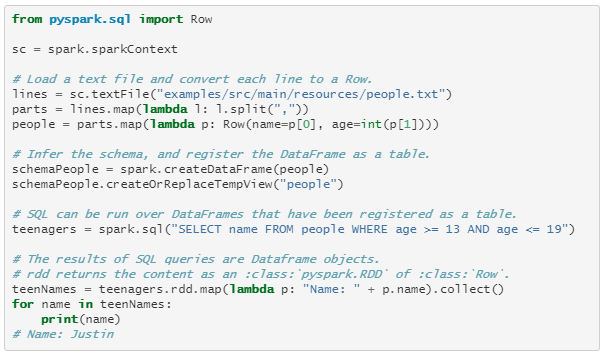 from pyspark.sql import Row
sc = spark.sparkContext
# Load a text file and convert each line to a Row.
lines = sc.textFile("examples/src/main/resources/people.txt")
parts = lines.map(lambda l: l.split(","))
people = parts.map(lambda p: Row(name=p[0], age=int(p[1])))
# Infer the schema, and register the DataFrame as a table.
schemaPeople = spark.createDataFrame(people)
schemaPeople.createOrReplaceTempView("people")
# SQL can be run over DataFrames that have been registered as a table.
teenagers = spark.sql("SELECT name FROM people WHERE age >= 13 AND age <= 19")
# The results of SQL queries are Dataframe objects.
# rdd returns the content as an :class:`pyspark.RDD` of :class:`Row`.
teenNames = teenagers.rdd.map(lambda p: "Name: " + p.name).collect()
for name in teenNames:
    print(name)
# Name: Justin